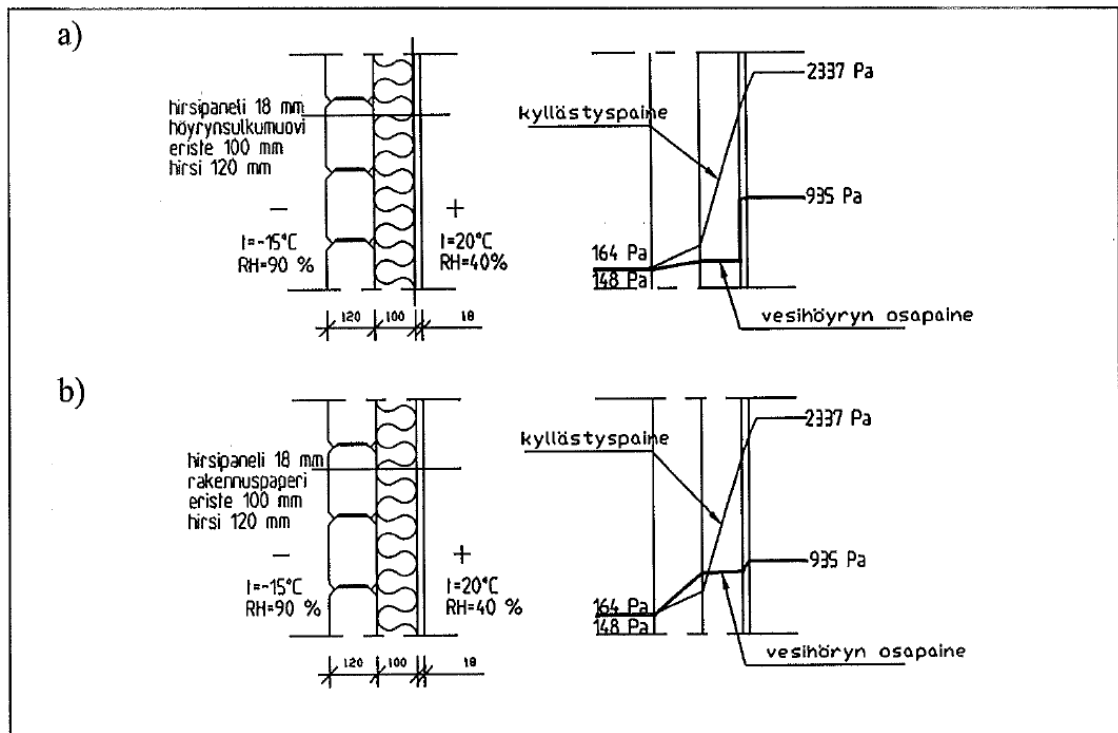 a)
hirsipaneli 18 mm
höyrynsulkumuovi
eriste 100 mm
hirsi 120 mm
-
+
t=-15°C
RH=90 %
t=20°C
RH=40%
120
100
18
kyllästyspaine
2337 Pa
935 Pa
164 Pa
148 Pa
vesihöyryn osapaine
b)
hirsipaneli 18 mm
rakennuspaperi
eriste 100 mm
hirsi 120 mm
-
+
t=-15°C
RH=90 %
t=20°C
RH=40 %
120
100
18
kyllästyspaine
2337 Pa
935 Pa
164 Pa
148 Pa
vesihöryn osapaine